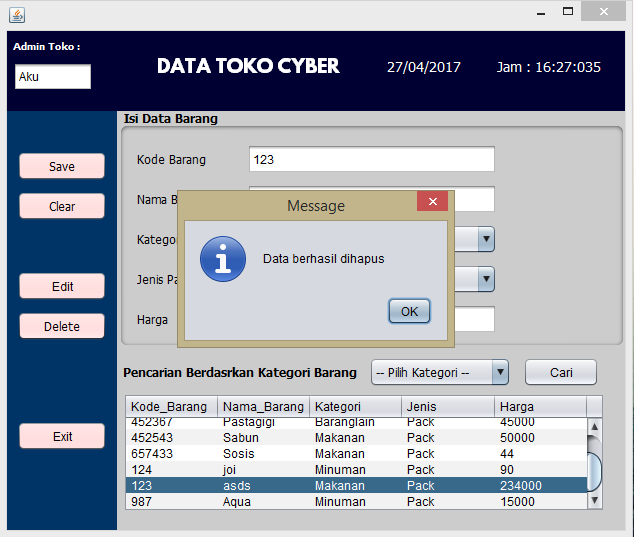 Admin Toko :
Aku
DATA TOKO CYBER
27/04/2017
Jam : 16:27:035
Save
Clear
Edit
Delete
Exit
Isi Data Barang
Kode Barang
123
Nama B
Kategor
Jenis Pa
Harga
Message
Data berhasil dihapus
OK
Pencarian Berdasrkan Kategori Barang
-- Pilih Kategori --
Cari
Kode_Barang Nama_Barang Kategori Jenis Harga
452367 Pastagigi Baranglain Pack 45000
452543 Sabun Makanan Pack 50000
657433 Sosis Makanan Pack 44
124 joi Minuman Pack 90
123 asds Makanan Pack 234000
987 Aqua Minuman Pack 15000